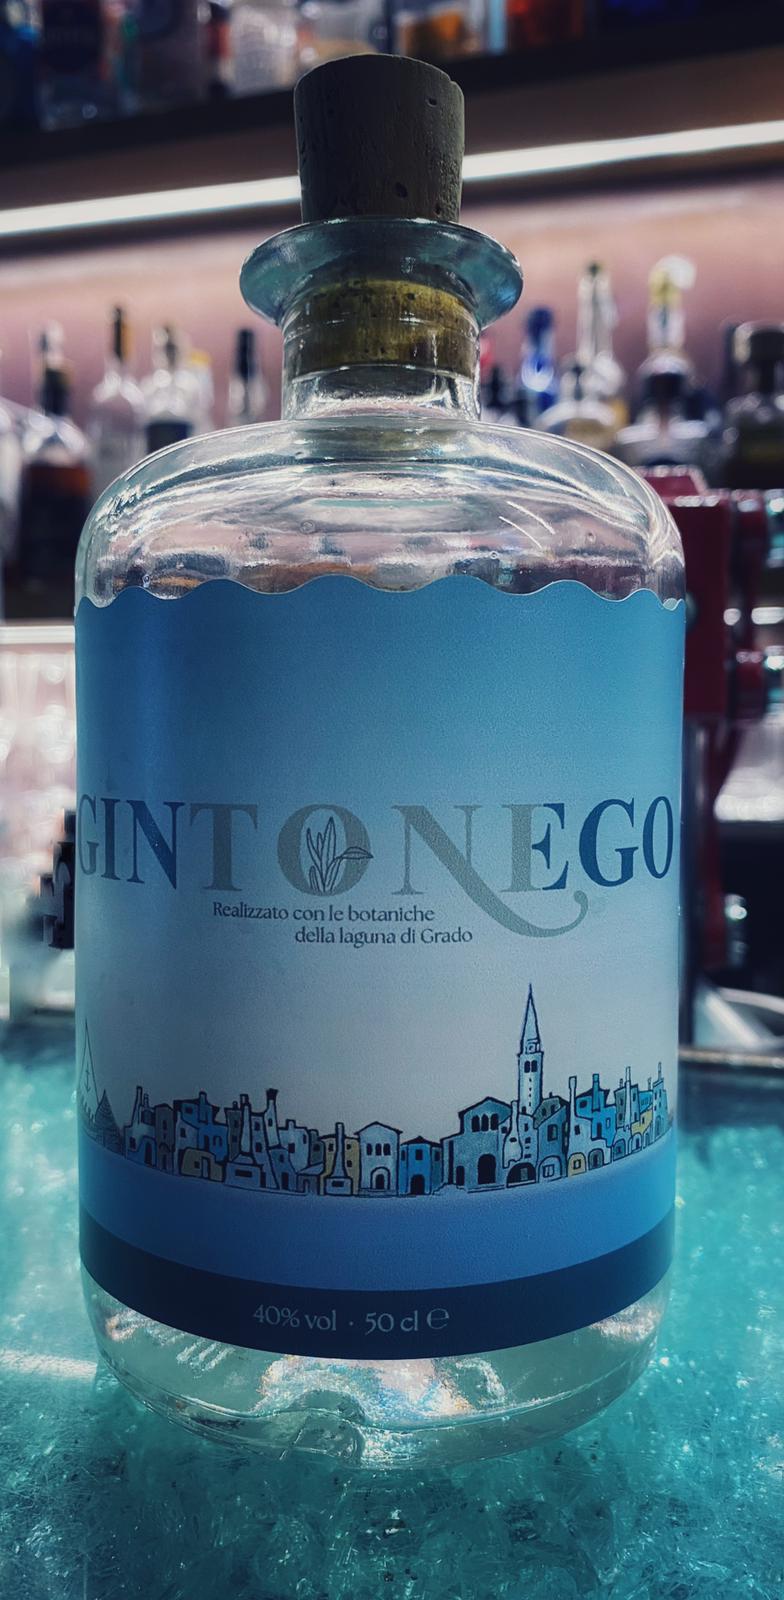 GINTONEGO
Realizzato con le botaniche
della laguna di Grado
40% vol · 50 cl ℮